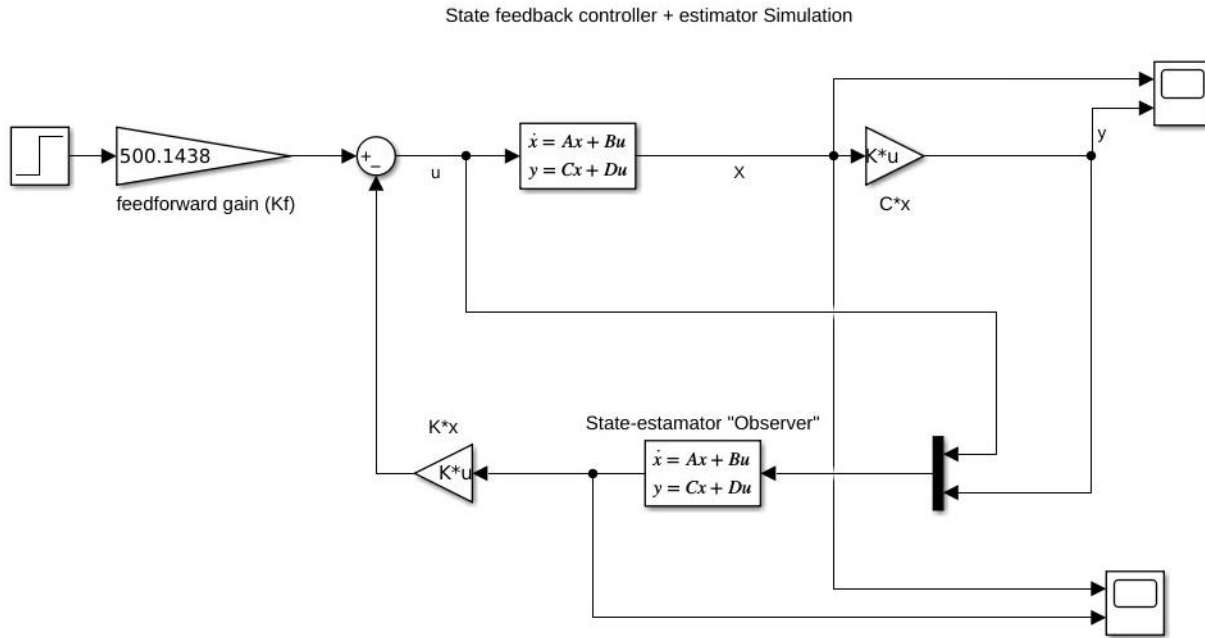 State feedback controller + estimator Simulation
500.1438
feedforward gain (Kf)
+
−
u
ẋ = Ax + Bu
y = Cx + Du
X
K*u
C*x
y
K*x
K*u
State-estamator "Observer"
ẋ = Ax + Bu
y = Cx + Du